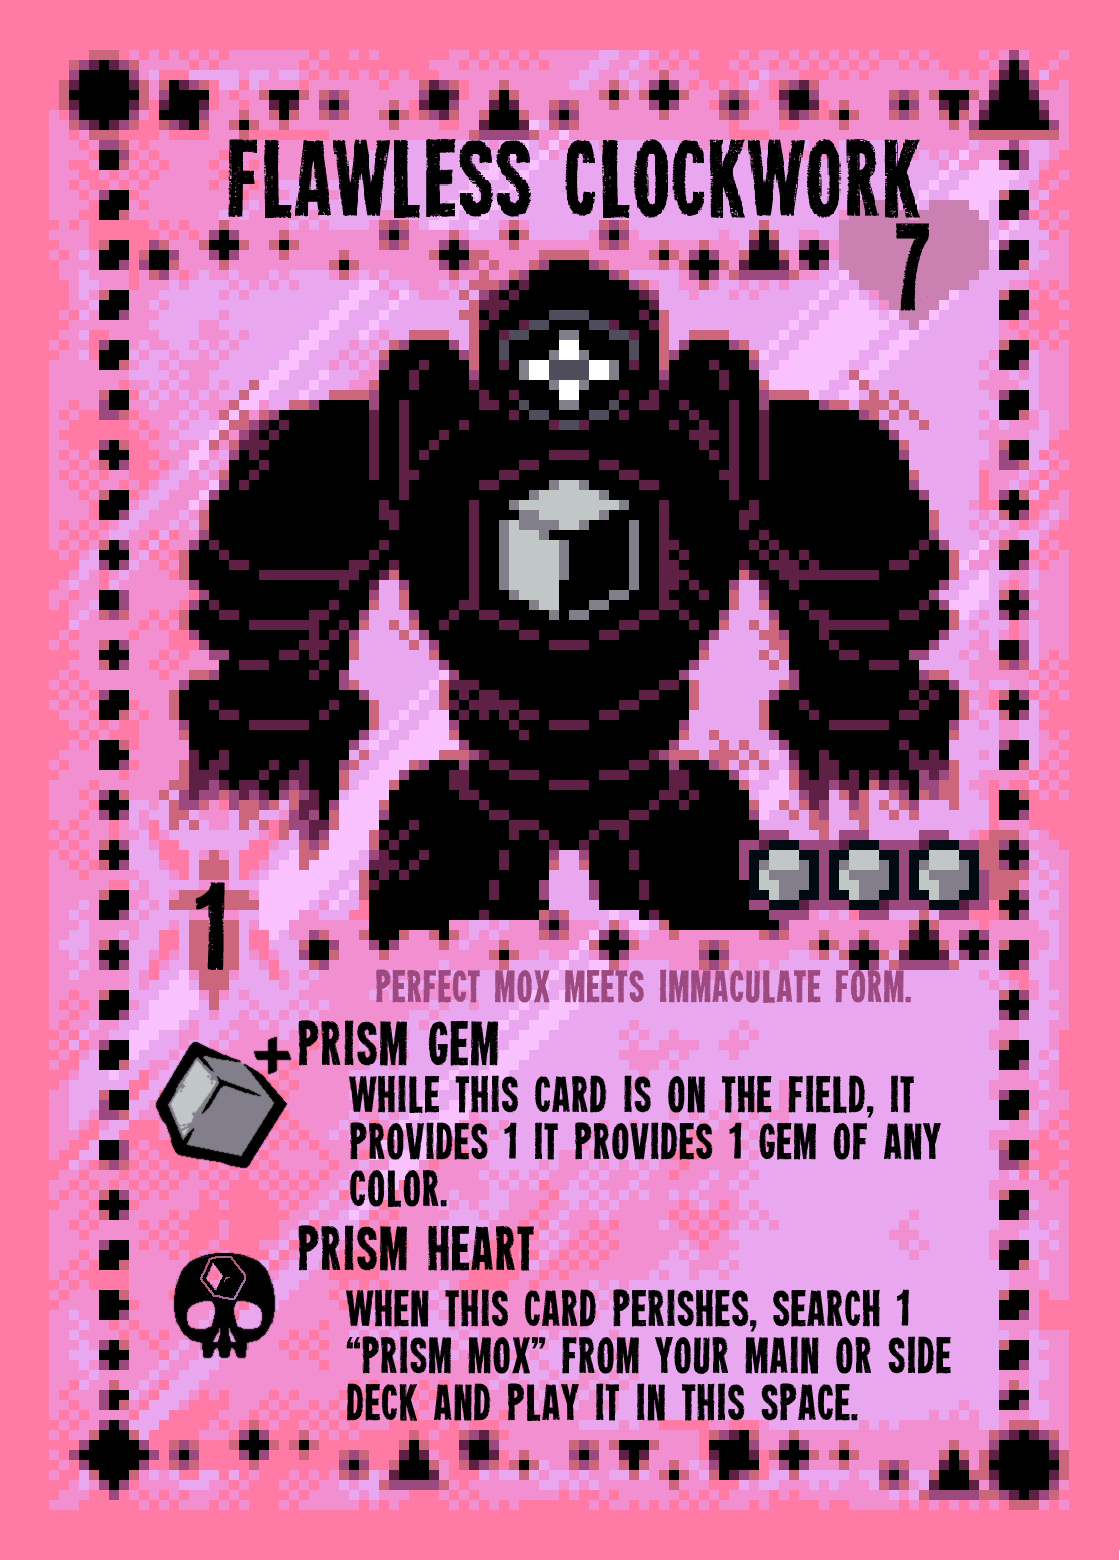 FLAWLESS CLOCKWORK
7
1
PERFECT MOX MEETS IMMACULATE FORM.
+
PRISM GEM
WHILE THIS CARD IS ON THE FIELD, IT
PROVIDES 1 IT PROVIDES 1 GEM OF ANY
COLOR.
PRISM HEART
WHEN THIS CARD PERISHES, SEARCH 1
“PRISM MOX” FROM YOUR MAIN OR SIDE
DECK AND PLAY IT IN THIS SPACE.